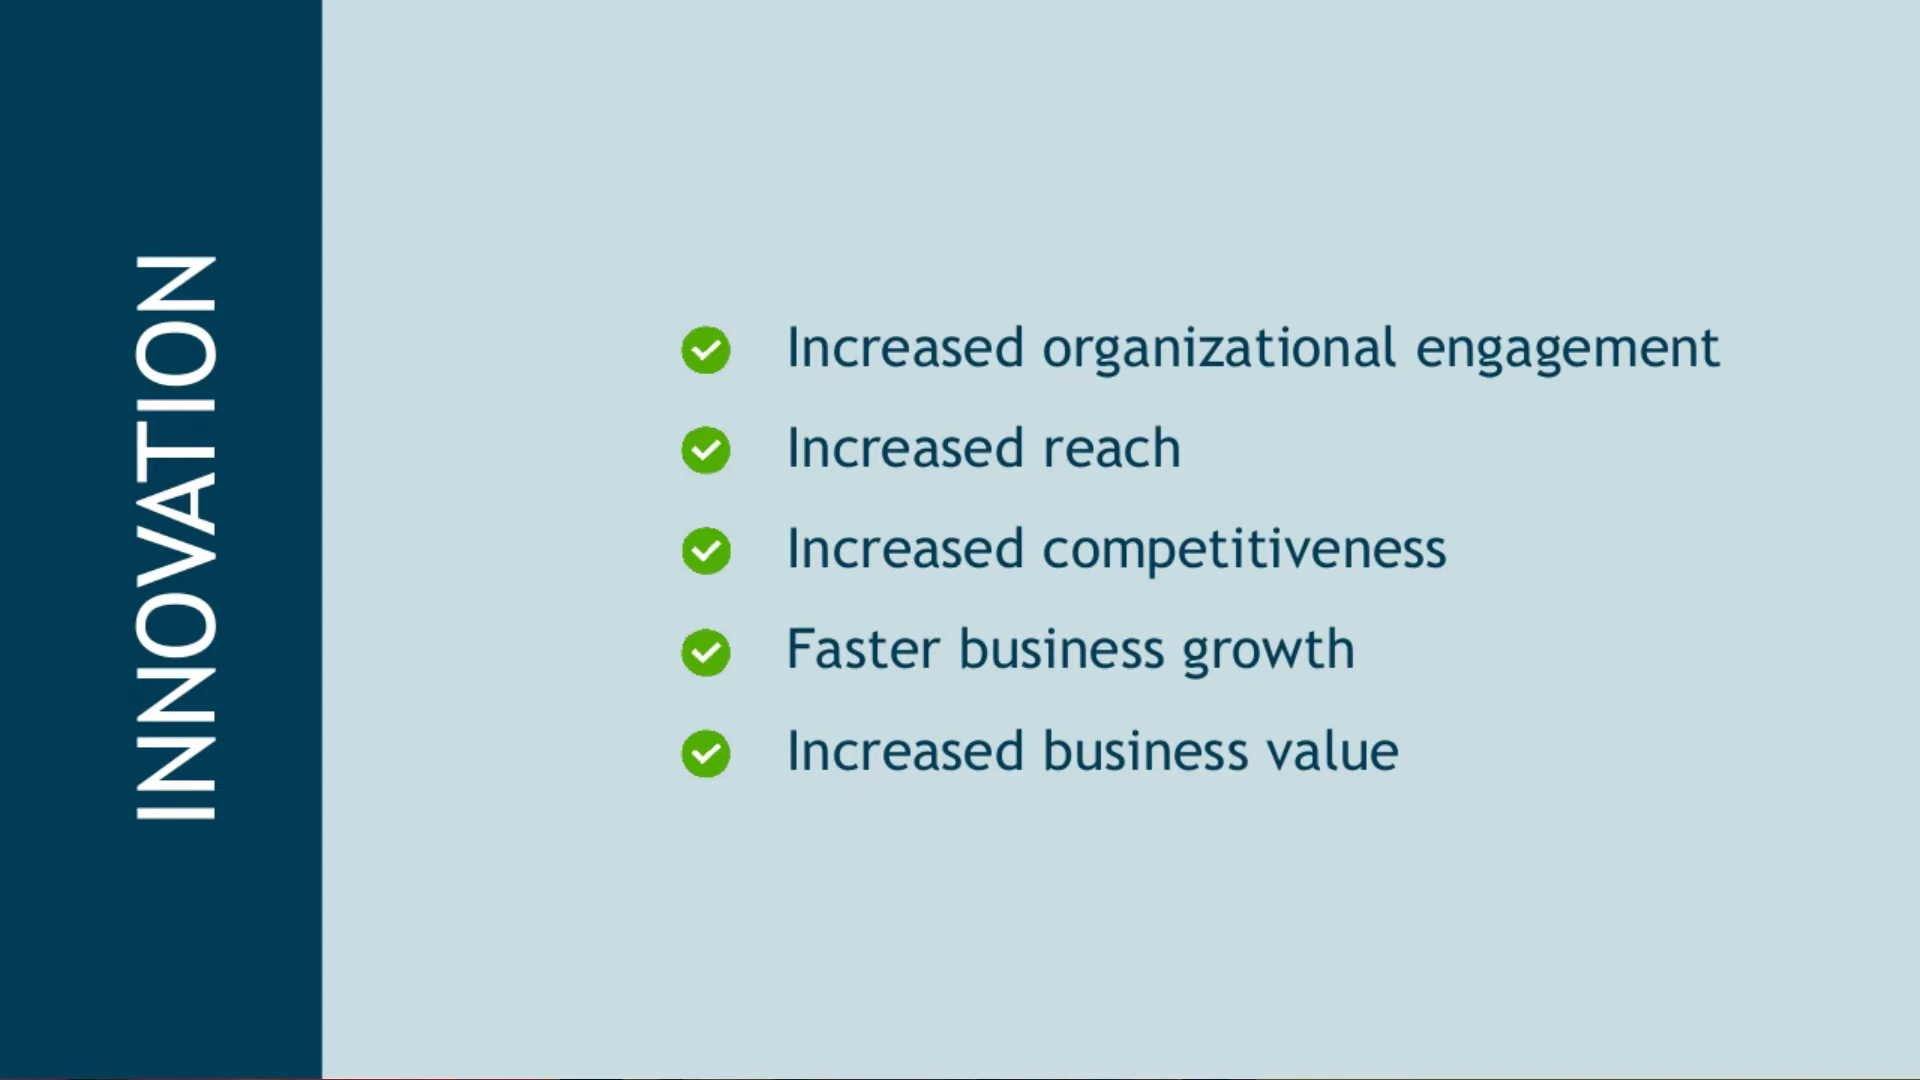 INNOVATION
Increased organizational engagement
Increased reach
Increased competitiveness
Faster business growth
Increased business value